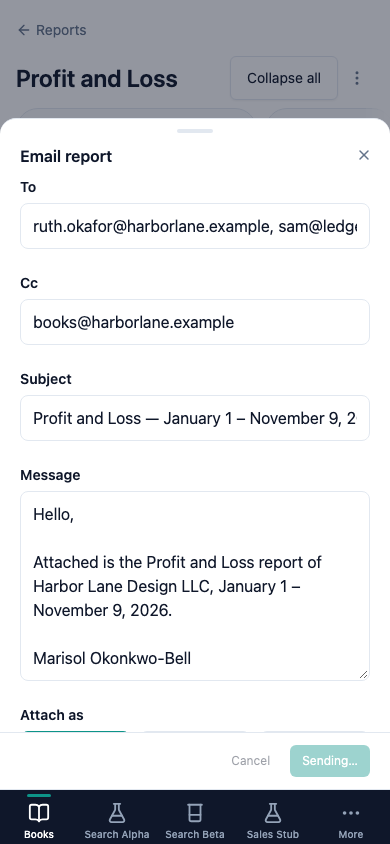 Reports
Profit and Loss
Collapse all
Email report
To
ruth.okafor@harborlane.example, sam@ledge
Cc
books@harborlane.example
Subject
Profit and Loss — January 1 – November 9, 2
Message
Hello,
Attached is the Profit and Loss report of
Harbor Lane Design LLC, January 1 –
November 9, 2026.
Marisol Okonkwo-Bell
Attach as
Cancel
Sending...
Books
Search Alpha
Search Beta
Sales Stub
More